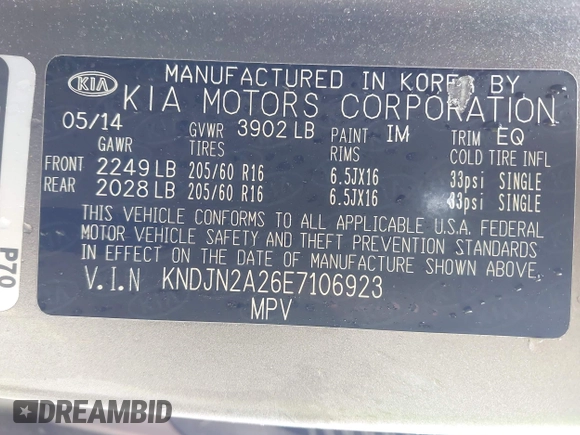 KIA
MANUFACTURED IN KOREA BY
KIA MOTORS CORPORATION
05/14 GVWR 3902 LB PAINT IM TRIM EQ
GAWR TIRES RIMS COLD TIRE INFL
FRONT 2249 LB 205/60 R16 6.5JX16 33psi SINGLE
REAR 2028 LB 205/60 R16 6.5JX16 33psi SINGLE
THIS VEHICLE CONFORMS TO ALL APPLICABLE U.S.A. FEDERAL
MOTOR VEHICLE SAFETY AND THEFT PREVENTION STANDARDS
IN EFFECT ON THE DATE OF MANUFACTURE SHOWN ABOVE.
V.I.N KNDJN2A26E7106923
MPV
P70
DREAMBID